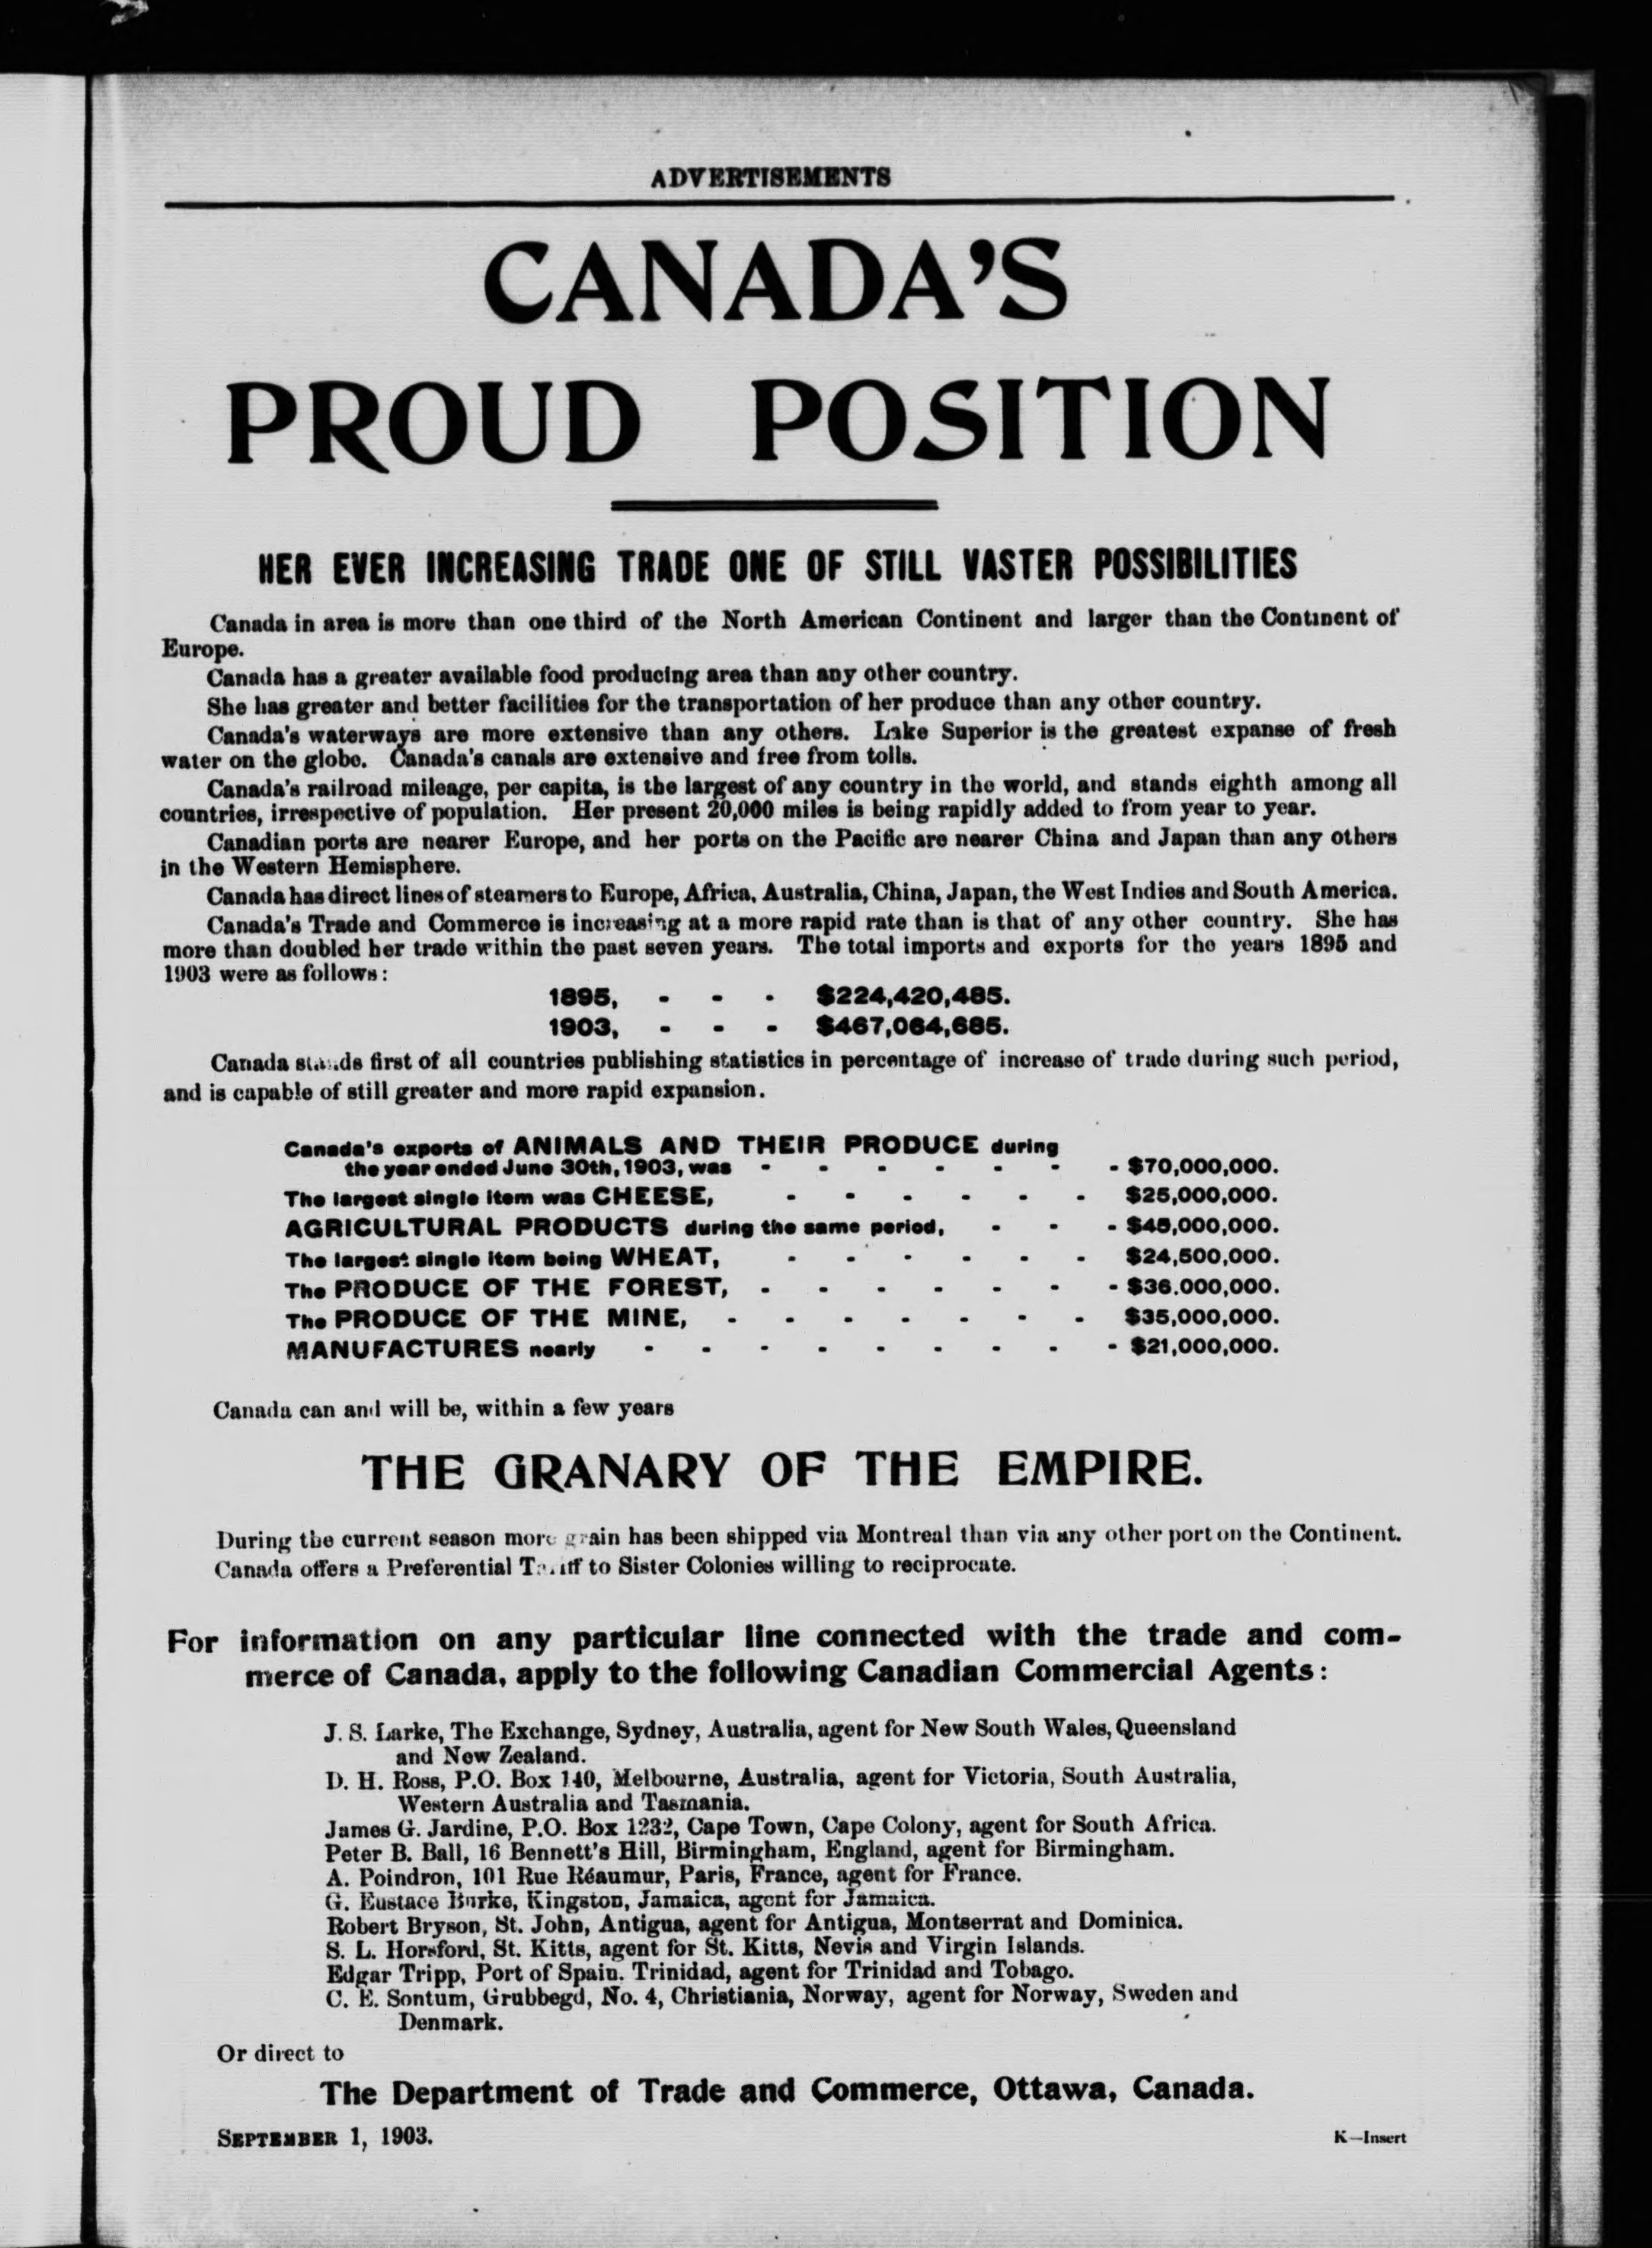 ADVERTISEMENTS
CANADA'S
PROUD POSITION
HER EVER INCREASING TRADE ONE OF STILL VASTER POSSIBILITIES
Canada in area is more than one third of the North American Continent and larger than the Continent of
Europe.
Canada has a greater available food producing area than any other country.
She has greater and better facilities for the transportation of her produce than any other country.
Canada's waterways are more extensive than any others. Lake Superior is the greatest expanse of fresh
water on the globe. Canada's canals are extensive and free from tolls.
Canada's railroad mileage, per capita, is the largest of any country in the world, and stands eighth among all
countries, irrespective of population. Her present 20,000 miles is being rapidly added to from year to year.
Canadian ports are nearer Europe, and her ports on the Pacific are nearer China and Japan than any others
in the Western Hemisphere.
Canada has direct lines of steamers to Europe, Africa, Australia, China, Japan, the West Indies and South America.
Canada's Trade and Commerce is increasing at a more rapid rate than is that of any other country. She has
more than doubled her trade within the past seven years. The total imports and exports for the years 1895 and
1903 were as follows:
1895, - - - $224,420,485.
1903, - - - $467,064,685.
Canada stands first of all countries publishing statistics in percentage of increase of trade during such period,
and is capable of still greater and more rapid expansion.
Canada's exports of ANIMALS AND THEIR PRODUCE during
the year ended June 30th, 1903, was - - - - - - - $70,000,000.
The largest single item was CHEESE, - - - - - - $25,000,000.
AGRICULTURAL PRODUCTS during the same period, - - - $45,000,000.
The largest single item being WHEAT, - - - - - - $24,500,000.
The PRODUCE OF THE FOREST, - - - - - - - $36.000,000.
The PRODUCE OF THE MINE, - - - - - - - $35,000,000.
MANUFACTURES nearly - - - - - - - - - $21,000,000.
Canada can and will be, within a few years
THE GRANARY OF THE EMPIRE.
During the current season more grain has been shipped via Montreal than via any other port on the Continent.
Canada offers a Preferential Tariff to Sister Colonies willing to reciprocate.
For information on any particular line connected with the trade and com-
merce of Canada, apply to the following Canadian Commercial Agents:
J. S. Larke, The Exchange, Sydney, Australia, agent for New South Wales, Queensland
and New Zealand.
D. H. Ross, P.O. Box 140, Melbourne, Australia, agent for Victoria, South Australia,
Western Australia and Tasmania.
James G. Jardine, P.O. Box 1232, Cape Town, Cape Colony, agent for South Africa.
Peter B. Ball, 16 Bennett's Hill, Birmingham, England, agent for Birmingham.
A. Poindron, 101 Rue Réaumur, Paris, France, agent for France.
G. Eustace Burke, Kingston, Jamaica, agent for Jamaica.
Robert Bryson, St. John, Antigua, agent for Antigua, Montserrat and Dominica.
S. L. Horsford, St. Kitts, agent for St. Kitts, Nevis and Virgin Islands.
Edgar Tripp, Port of Spain. Trinidad, agent for Trinidad and Tobago.
C. E. Sontum, Grubbegd, No. 4, Christiania, Norway, agent for Norway, Sweden and
Denmark.
Or direct to
The Department of Trade and Commerce, Ottawa, Canada.
SEPTEMBER 1, 1903.
K—Insert